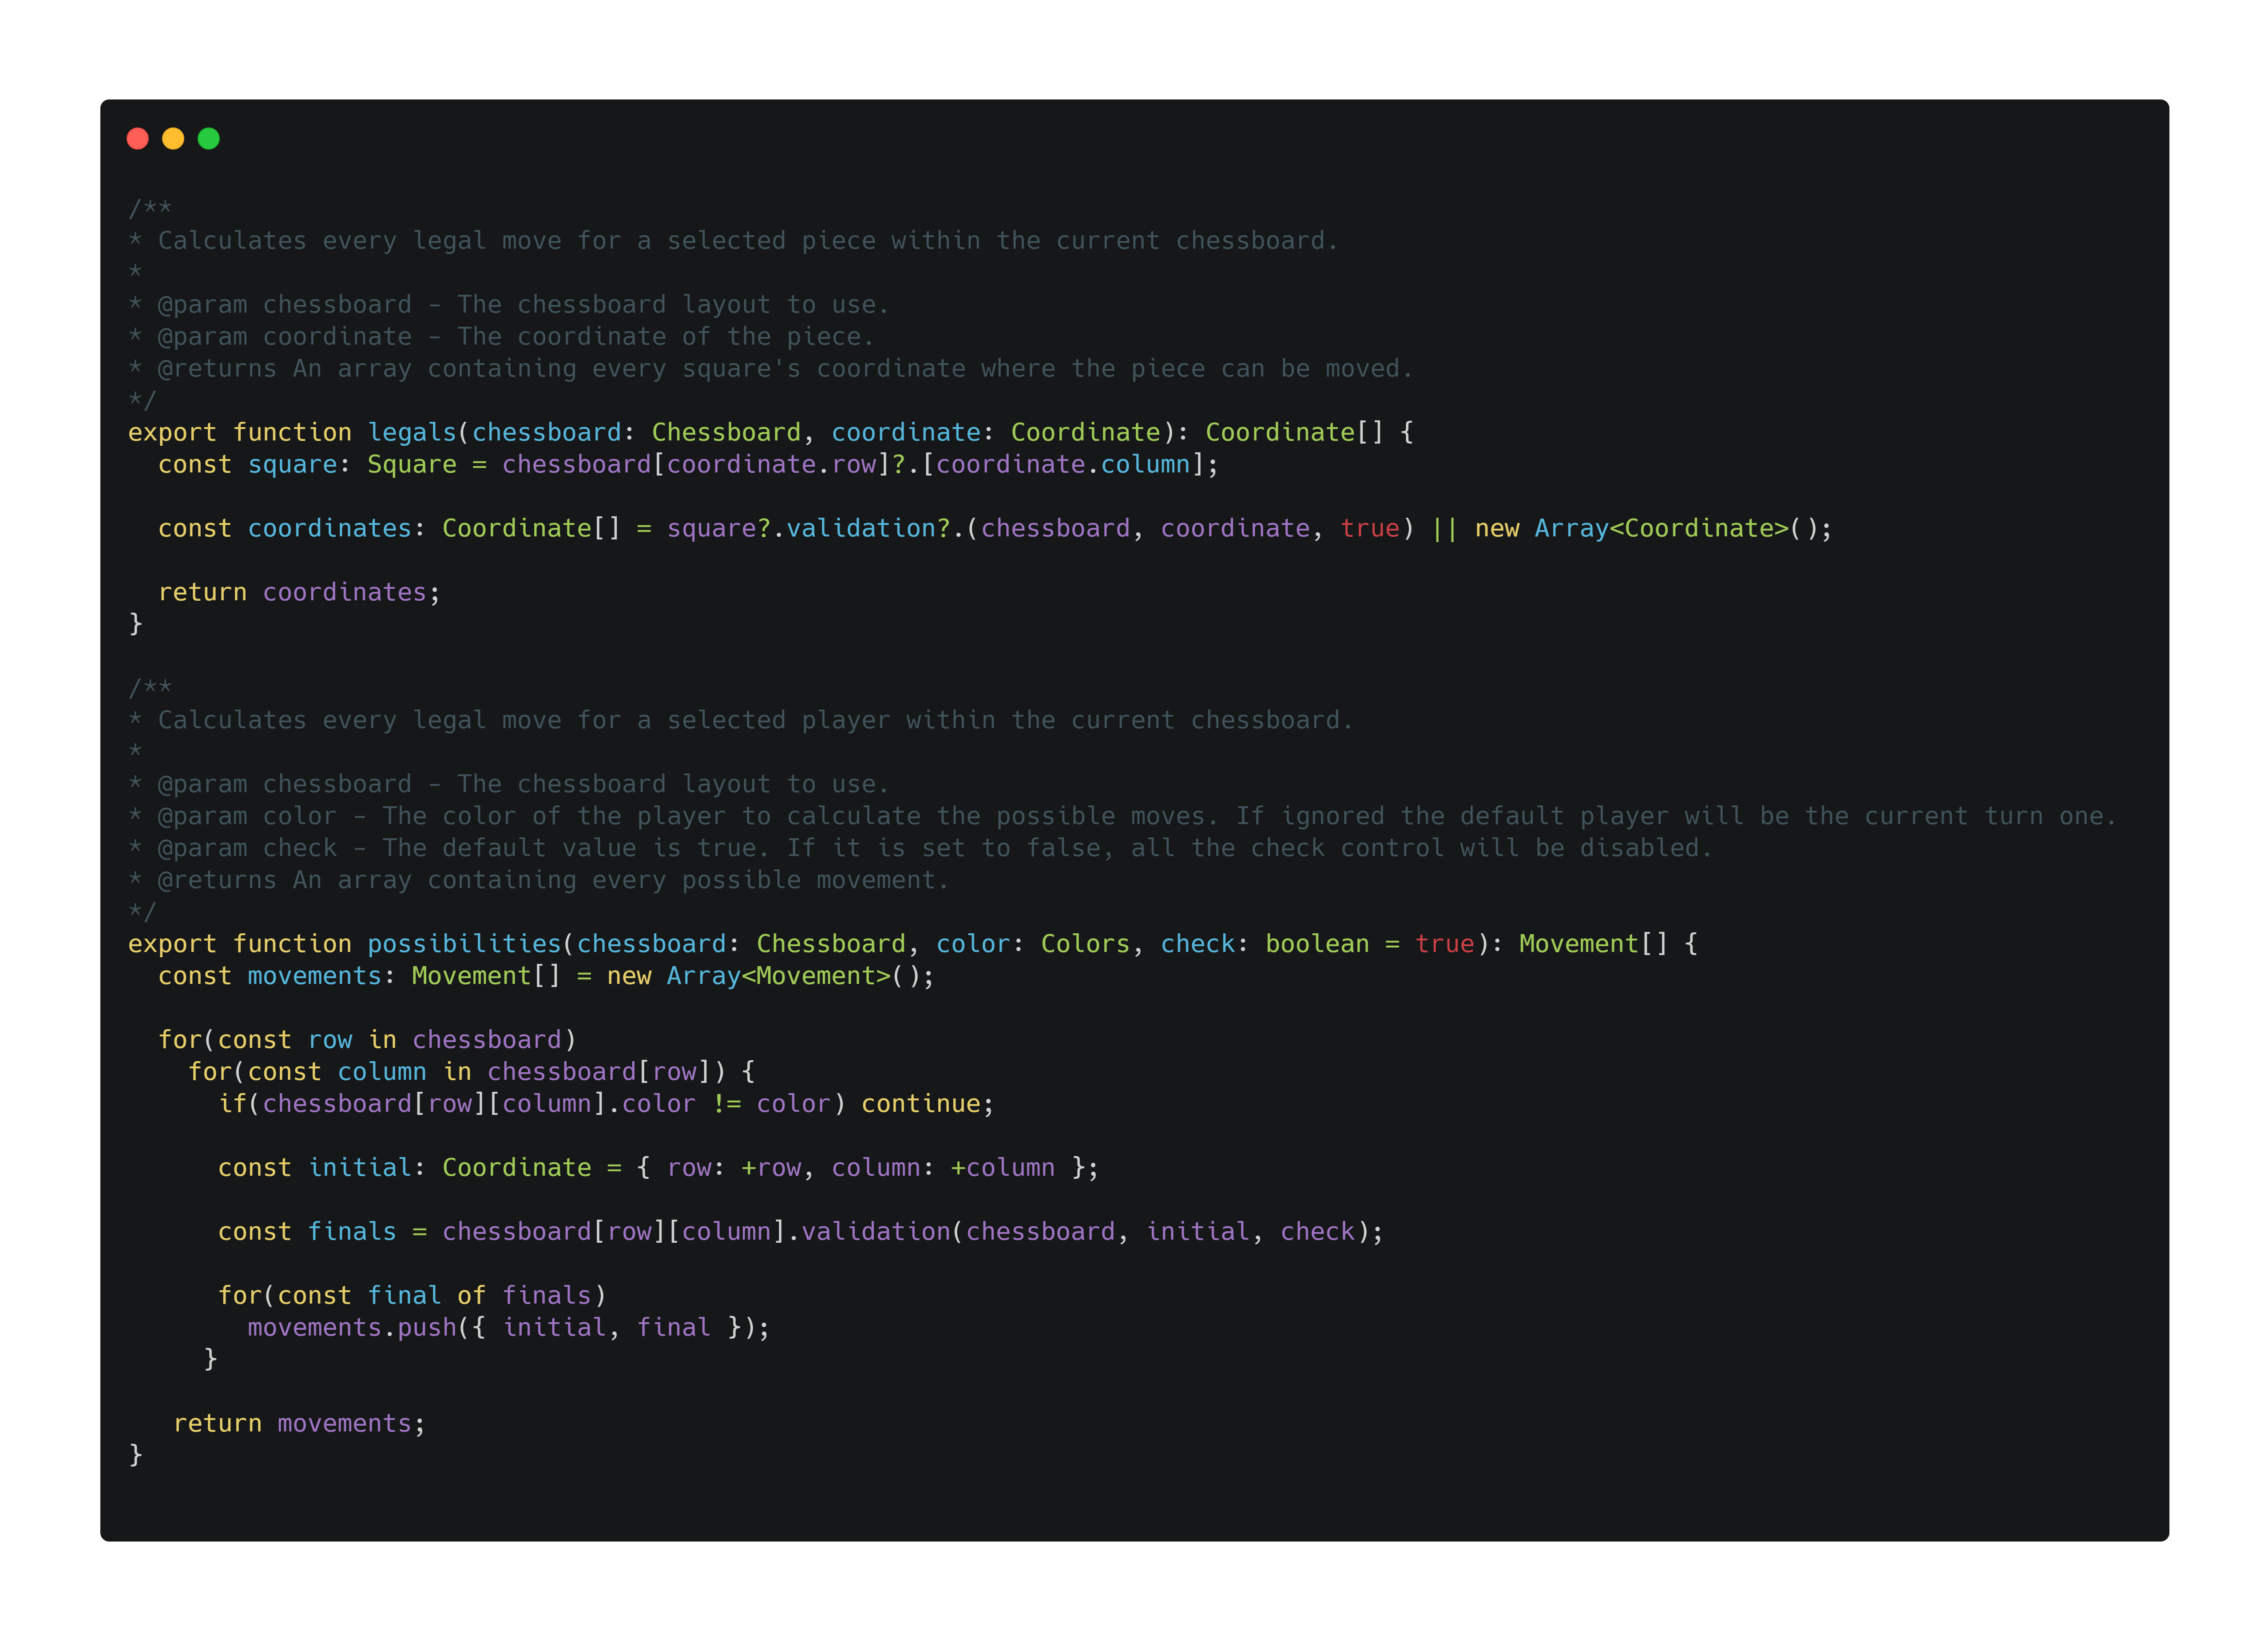 /**
* Calculates every legal move for a selected piece within the current chessboard.
*
* @param chessboard - The chessboard layout to use.
* @param coordinate - The coordinate of the piece.
* @returns An array containing every square's coordinate where the piece can be moved.
*/
export function legals(chessboard: Chessboard, coordinate: Coordinate): Coordinate[] {
  const square: Square = chessboard[coordinate.row]?.[coordinate.column];

  const coordinates: Coordinate[] = square?.validation?.(chessboard, coordinate, true) || new Array<Coordinate>();

  return coordinates;
}

/**
* Calculates every legal move for a selected player within the current chessboard.
*
* @param chessboard - The chessboard layout to use.
* @param color - The color of the player to calculate the possible moves. If ignored the default player will be the current turn one.
* @param check - The default value is true. If it is set to false, all the check control will be disabled.
* @returns An array containing every possible movement.
*/
export function possibilities(chessboard: Chessboard, color: Colors, check: boolean = true): Movement[] {
  const movements: Movement[] = new Array<Movement>();

  for(const row in chessboard)
    for(const column in chessboard[row]) {
      if(chessboard[row][column].color != color) continue;

      const initial: Coordinate = { row: +row, column: +column };

      const finals = chessboard[row][column].validation(chessboard, initial, check);

      for(const final of finals)
        movements.push({ initial, final });
     }

   return movements;
}